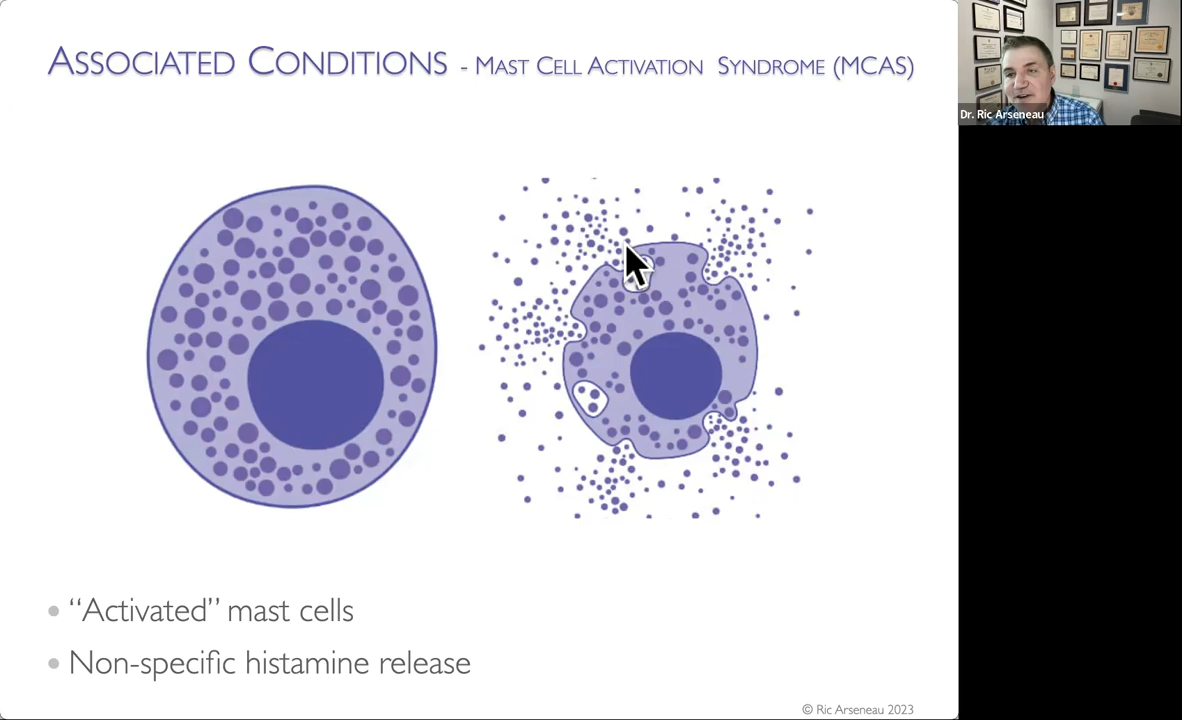 ASSOCIATED CONDITIONS - MAST CELL ACTIVATION SYNDROME (MCAS)
Dr. Ric Arseneau
• “Activated” mast cells
• Non-specific histamine release
© Ric Arseneau 2023